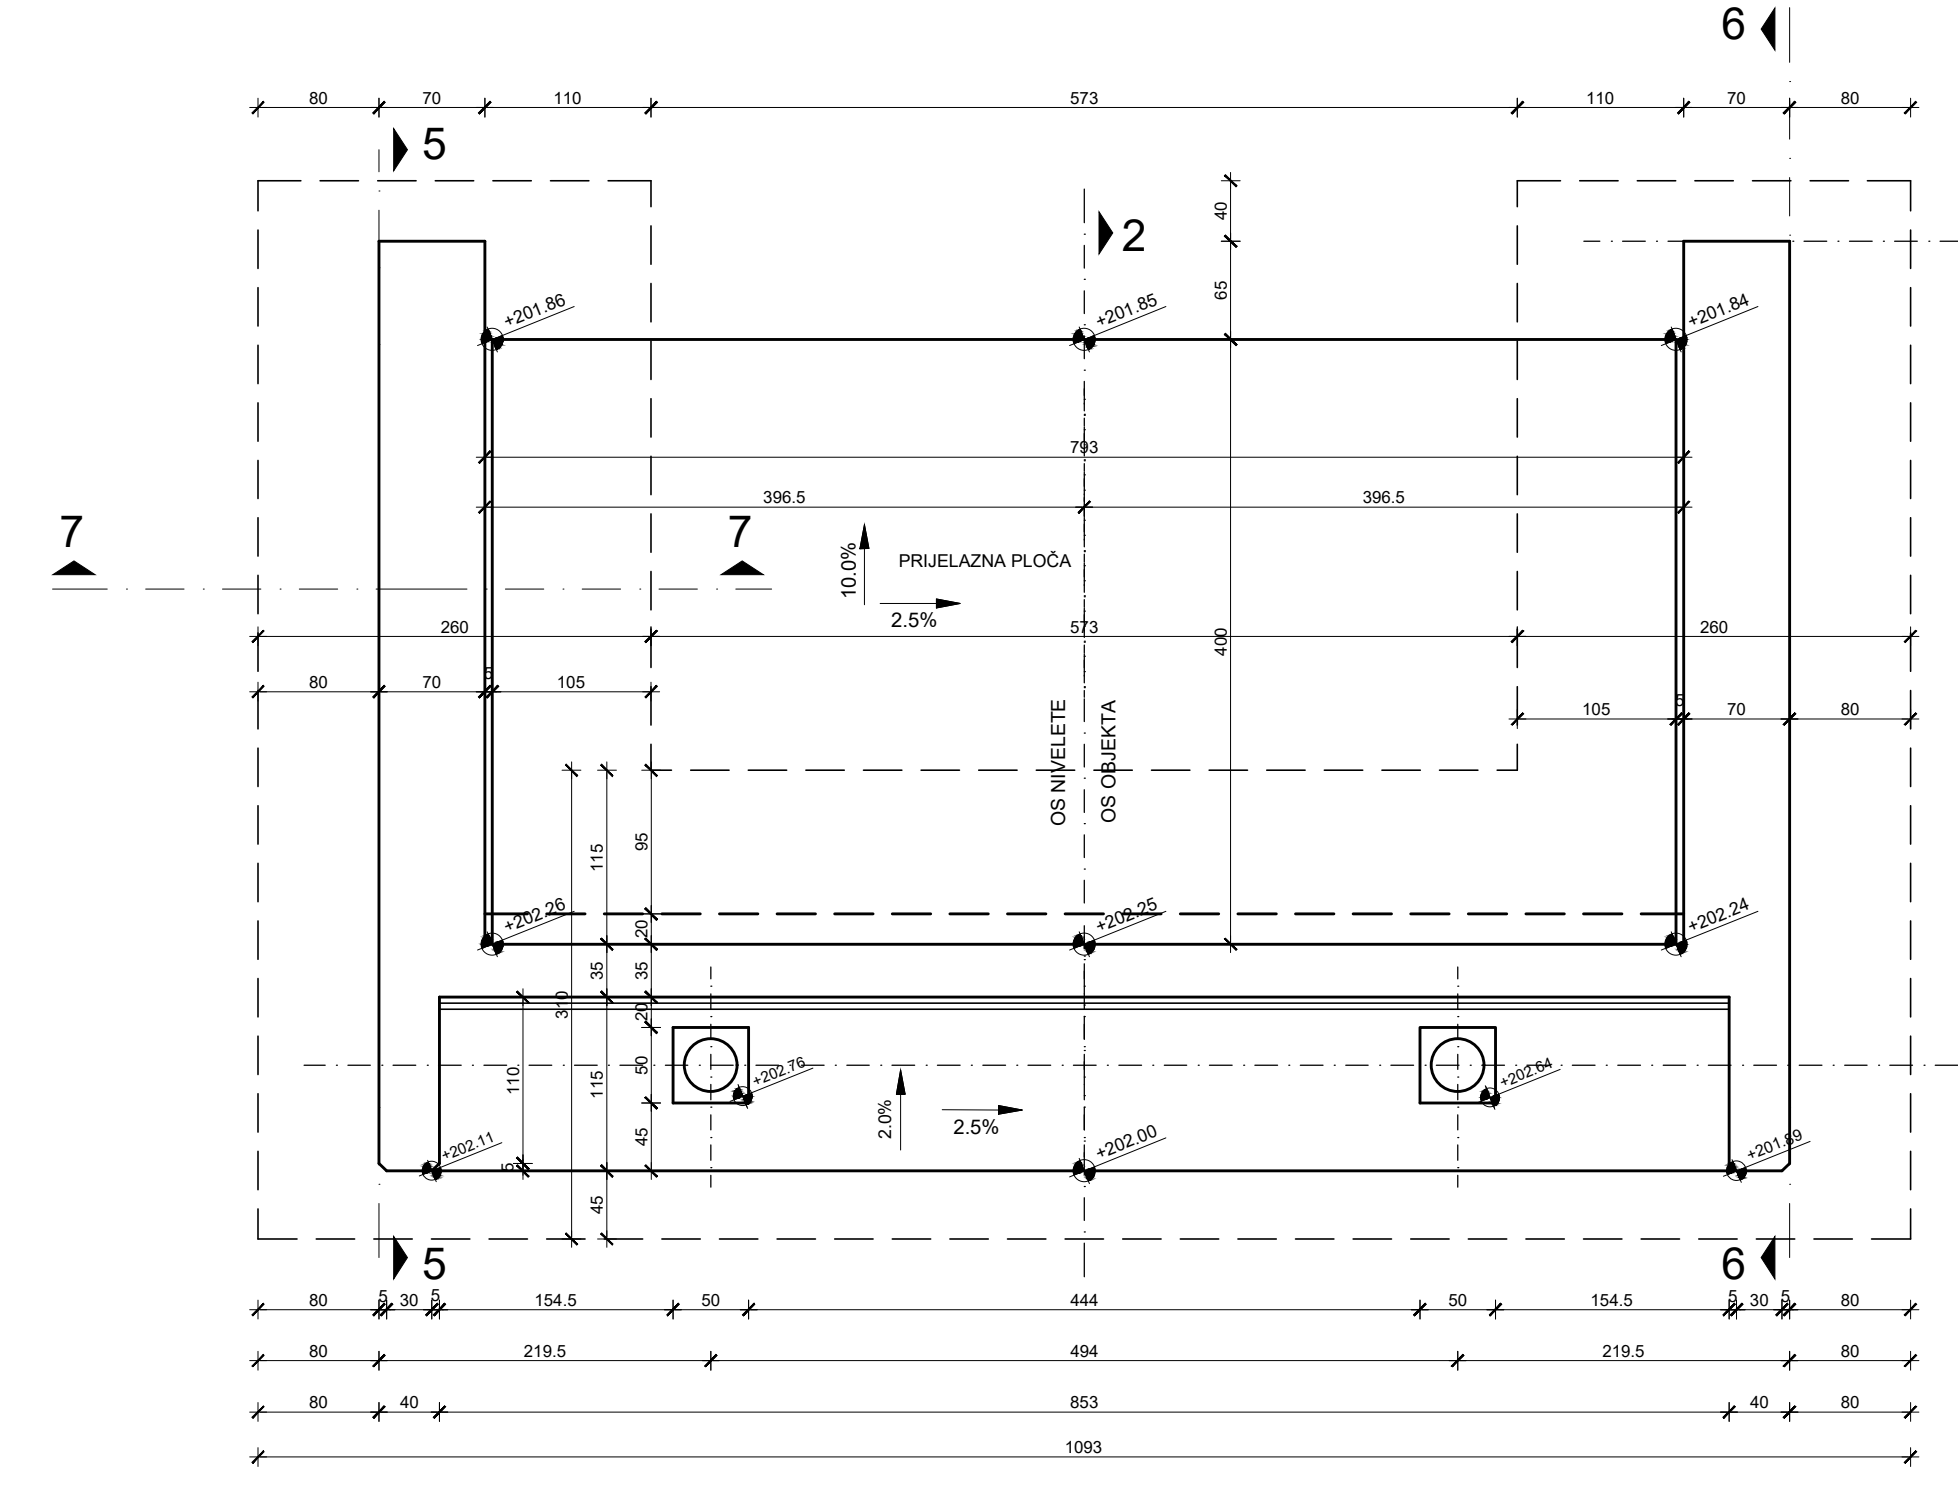 6
80 70 110 573 110 70 80
5
2
40
65
+201.86 +201.85 +201.84
793
396.5 396.5
7 7
10.0%
PRIJELAZNA PLOČA
2.5%
260 573 260
400
80 70 5 105
105 5 70 80
OS NIVELETE
OS OBJEKTA
115 95
+202.26 +202.25 +202.24
20
35 35
310 20
110 115 50
+202.76 +202.64
2.0%
2.5%
45
+202.11 +202.00 +201.89
5
45
5 6
80 5 30 5 154.5 50 444 50 154.5 5 30 5 80
80 219.5 494 219.5 80
80 40 853 40 80
1093